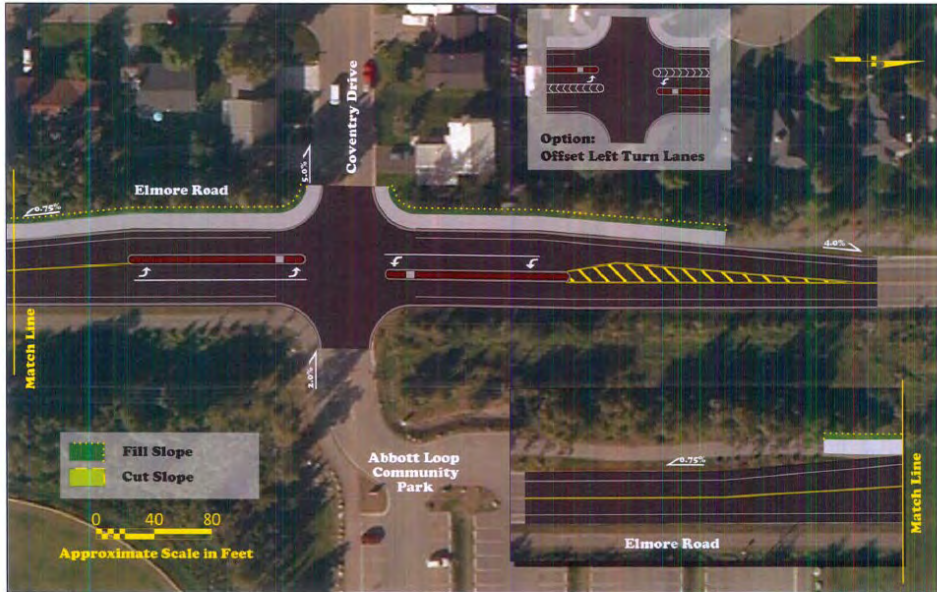 Coventry Drive
Option:
Offset Left Turn Lanes
Elmore Road
5.0%
0.75%
4.0%
Match Line
2.0%
Fill Slope
Cut Slope
0 40 80
Approximate Scale in Feet
Abbott Loop
Community
Park
0.75%
Elmore Road
Match Line